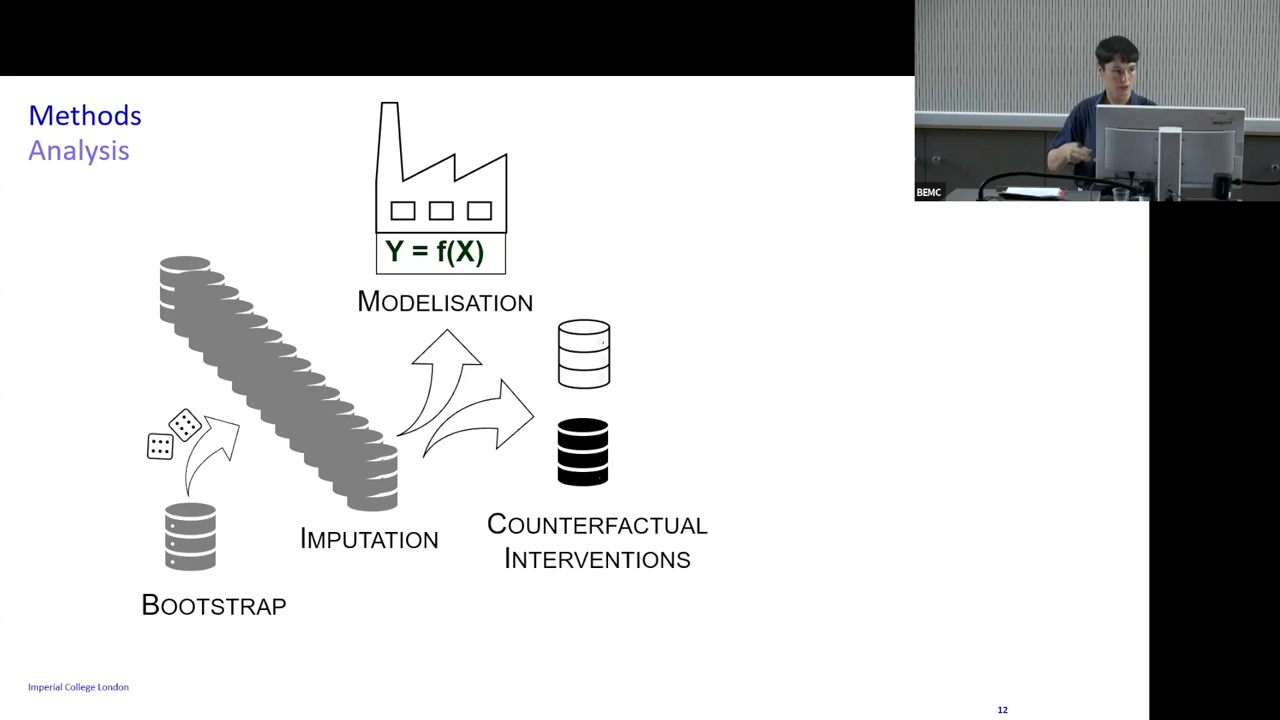 Methods
Analysis
Y = f(X)
MODELISATION
IMPUTATION
COUNTERFACTUAL
INTERVENTIONS
BOOTSTRAP
Imperial College London
12
BEMC